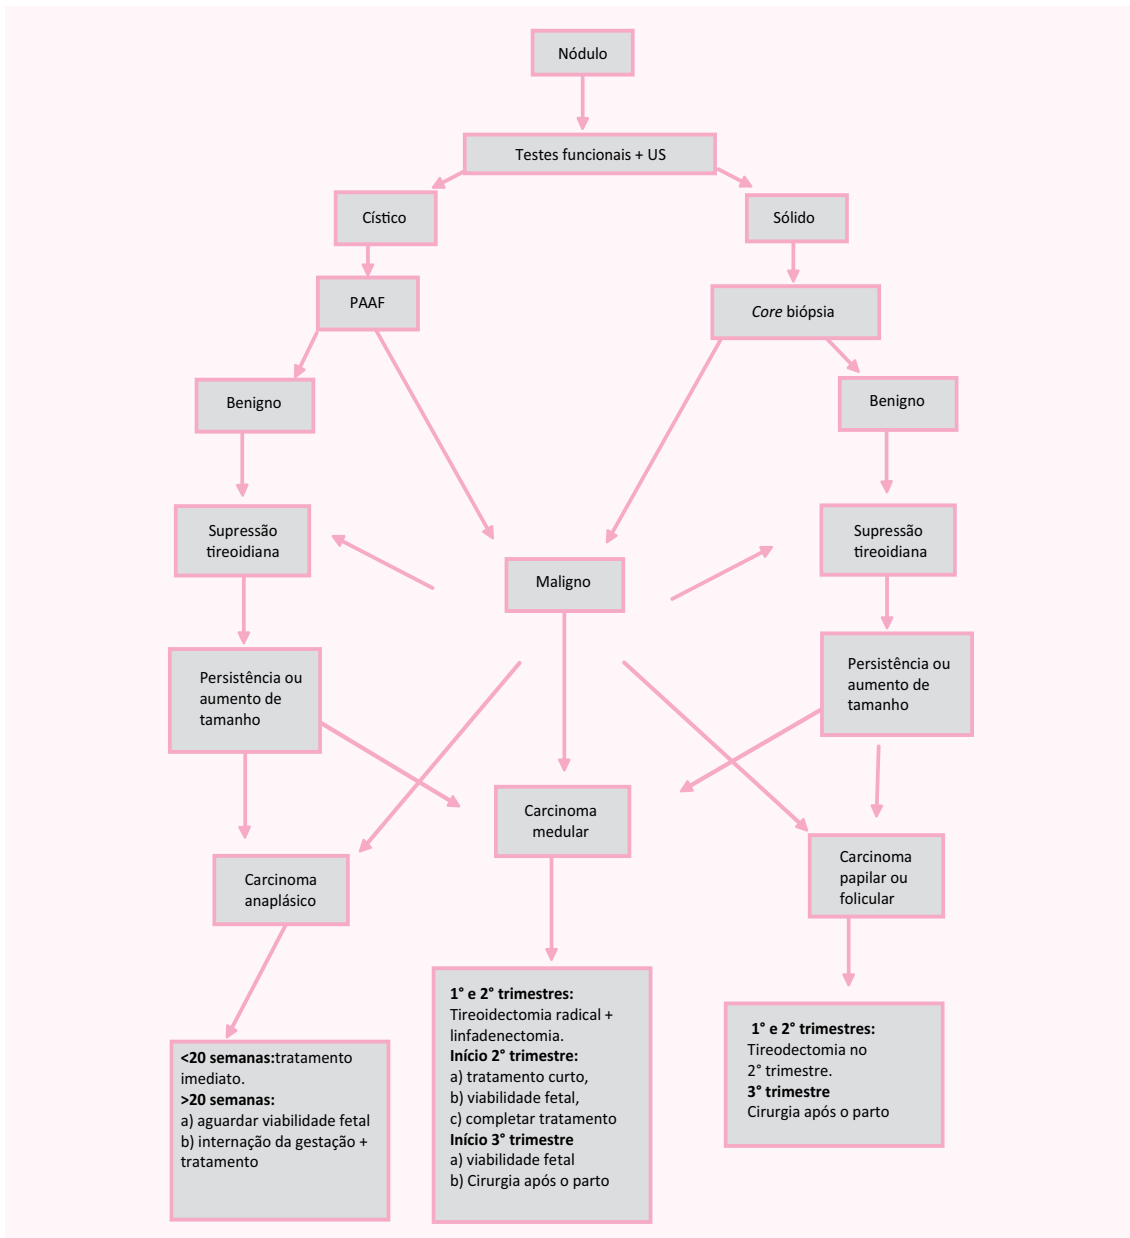 Nódulo
Testes funcionais + US
Cístico
Sólido
PAAF
Core biópsia
Benigno
Benigno
Supressão
tireoidiana
Supressão
tireoidiana
Maligno
Persistência ou
aumento de
tamanho
Persistência ou
aumento de
tamanho
Carcinoma
medular
Carcinoma
anaplásico
Carcinoma
papilar ou
folicular
<20 semanas:tratamento
imediato.
>20 semanas:
a) aguardar viabilidade fetal
b) internação da gestação +
tratamento
1° e 2° trimestres:
Tireoidectomia radical +
linfadenectomia.
Início 2° trimestre:
a) tratamento curto,
b) viabilidade fetal,
c) completar tratamento
Início 3° trimestre
a) viabilidade fetal
b) Cirurgia após o parto
1° e 2° trimestres:
Tireodectomia no
2° trimestre.
3° trimestre
Cirurgia após o parto